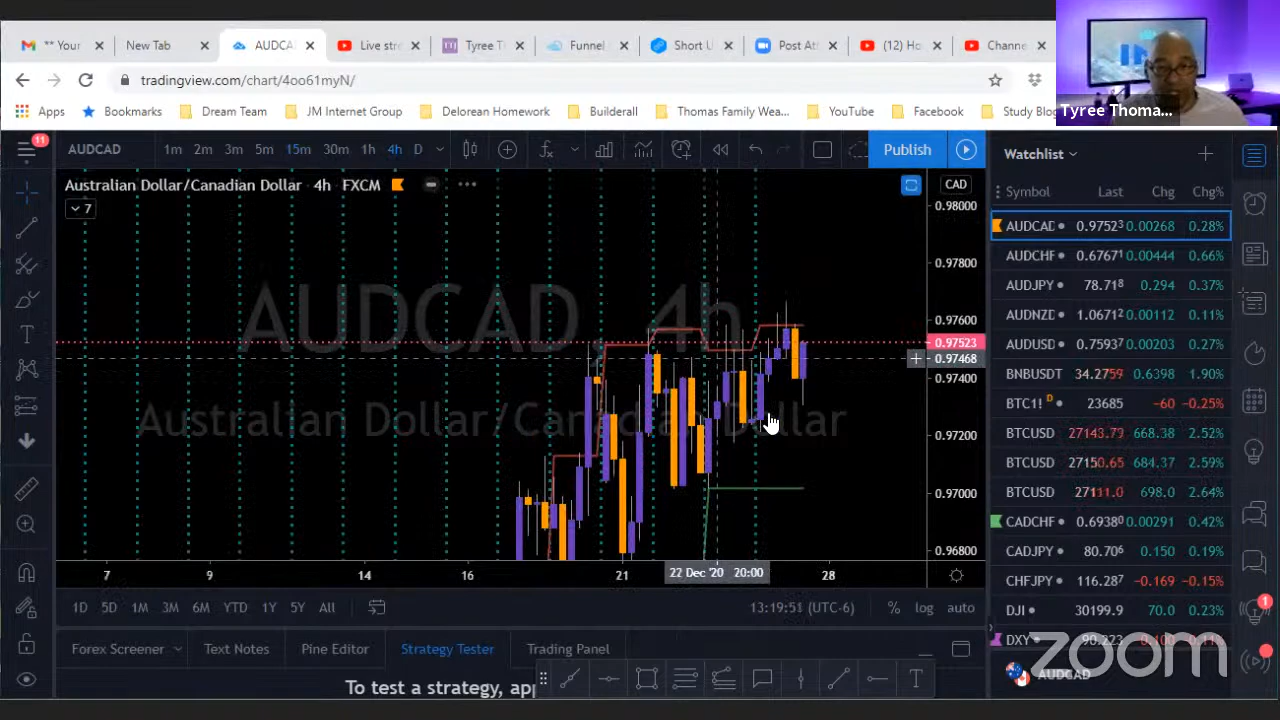 ** Your
New Tab
AUDCA
Live stre
Tyree T
Funnel
Short U
Post At
(12) Ho
Channe
tradingview.com/chart/4oo61myN/
Apps
Bookmarks
Dream Team
JM Internet Group
Delorean Homework
Builderall
Thomas Family Wea...
YouTube
Facebook
Study Blo
Tyree Thoma...
11
AUDCAD
1m 2m 3m 5m 15m 30m 1h 4h D
Publish
Watchlist
Symbol Last Chg Chg%
Australian Dollar/Canadian Dollar · 4h · FXCM
7
CAD
AUDCAD, 4h
Australian Dollar/Canadian Dollar
0.98000
0.97800
0.97600
0.97523
0.97468
0.97400
0.97200
0.97000
0.96800
AUDCAD 0.97523 0.00268 0.28%
AUDCHF 0.67671 0.00444 0.66%
AUDJPY 78.718 0.294 0.37%
AUDNZD 1.06712 0.00112 0.11%
AUDUSD 0.75937 0.00203 0.27%
BNBUSDT 34.2759 0.6398 1.90%
BTC1! D 23685 −60 −0.25%
BTCUSD 27143.79 668.38 2.52%
BTCUSD 27150.65 684.37 2.59%
BTCUSD 27111.0 698.0 2.64%
CADCHF 0.69380 0.00291 0.42%
CADJPY 80.706 0.150 0.19%
CHFJPY 116.287 −0.169 −0.15%
DJI 30199.9 70.0 0.23%
DXY 90.223
AUDCAD
1
zoom
7 9 14 16 21 22 Dec '20 20:00 28
1D 5D 1M 3M 6M YTD 1Y 5Y All
13:19:51 (UTC-6)
% log auto
Forex Screener
Text Notes
Pine Editor
Strategy Tester
Trading Panel
To test a strategy, app